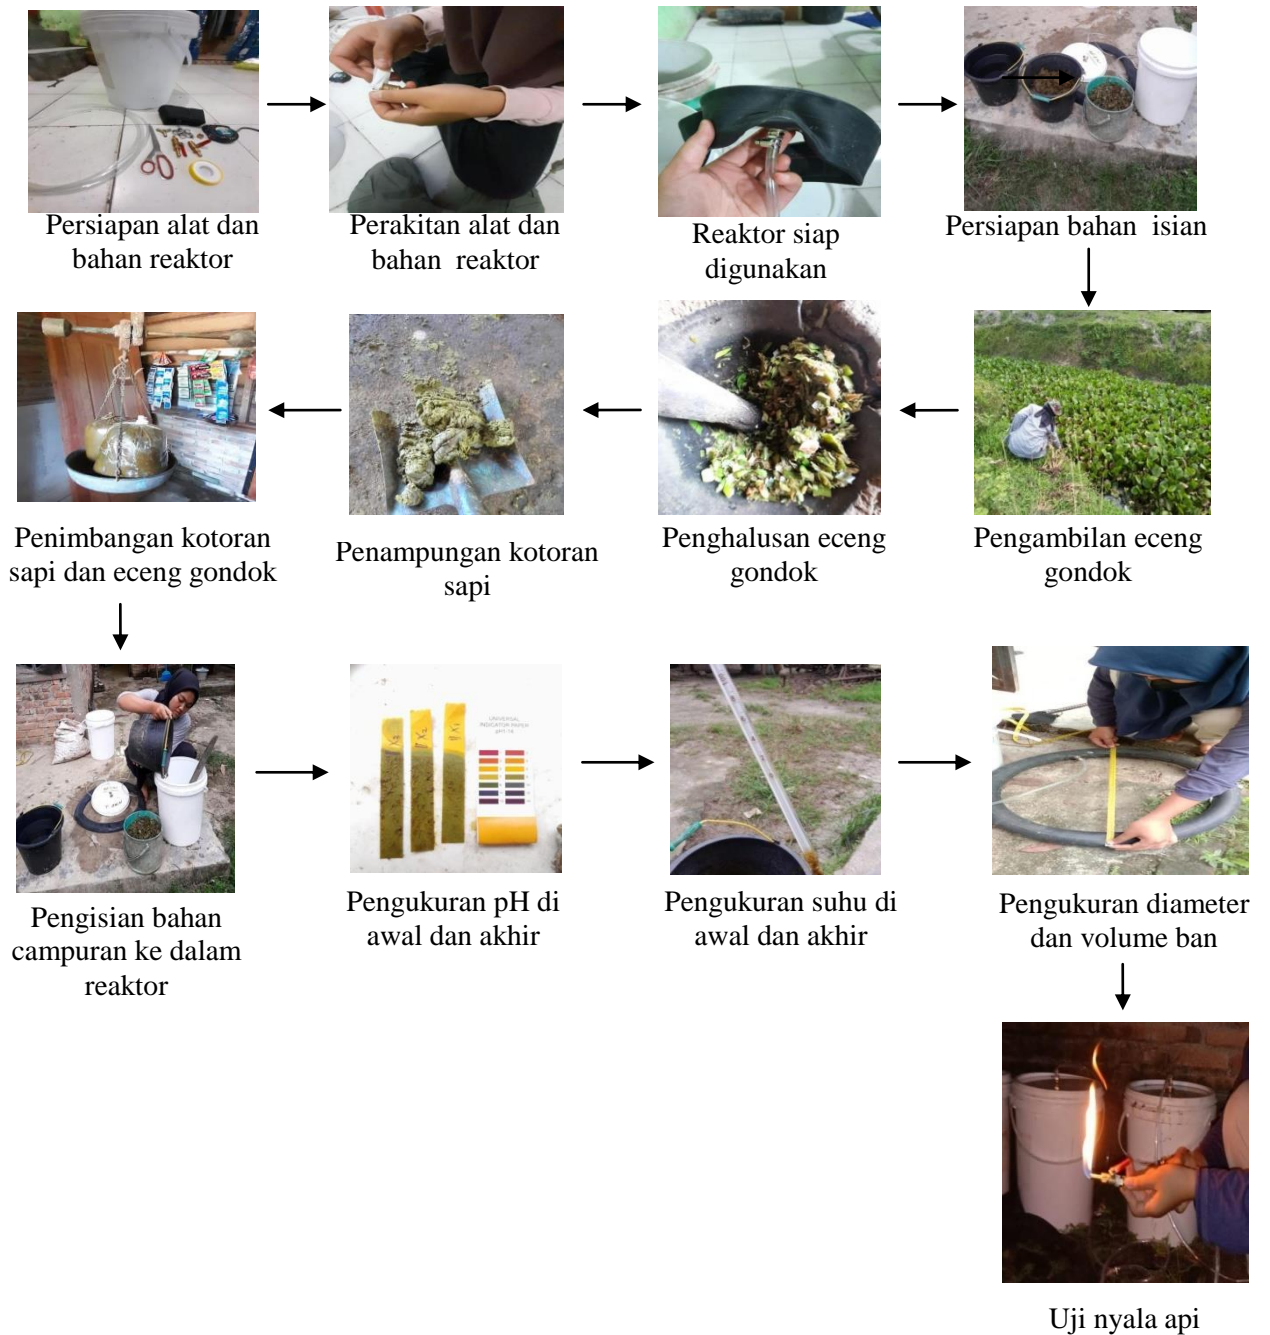 Persiapan alat dan
bahan reaktor
Perakitan alat dan
bahan reaktor
Reaktor siap
digunakan
Persiapan bahan isian
Pengambilan eceng
gondok
Penghalusan eceng
gondok
Penampungan kotoran
sapi
Penimbangan kotoran
sapi dan eceng gondok
Pengisian bahan
campuran ke dalam
reaktor
UNIVERSAL
INDICATOR PAPER
Pengukuran pH di
awal dan akhir
Pengukuran suhu di
awal dan akhir
Pengukuran diameter
dan volume ban
Uji nyala api